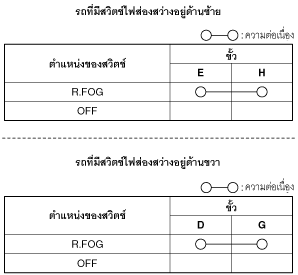 รถที่มีสวิตช์ไฟส่องสว่างอยู่ด้านซ้าย
: ความต่อเนื่อง
ตำแหน่งของสวิตช์
ขั้ว
E H
R.FOG
OFF
รถที่มีสวิตช์ไฟส่องสว่างอยู่ด้านขวา
: ความต่อเนื่อง
ตำแหน่งของสวิตช์
ขั้ว
D G
R.FOG
OFF